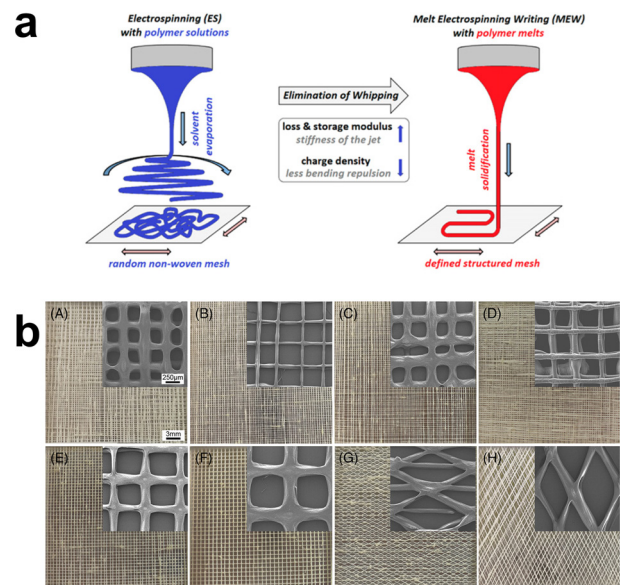 a
Electrospinning (ES)
with polymer solutions
Melt Electrospinning Writing (MEW)
with polymer melts
solvent
evaporation
Elimination of Whipping
loss & storage modulus
stiffness of the jet
charge density
less bending repulsion
melt
solidification
random non-woven mesh
defined structured mesh
b
(A)
(B)
(C)
(D)
250μm
3mm
(E)
(F)
(G)
(H)